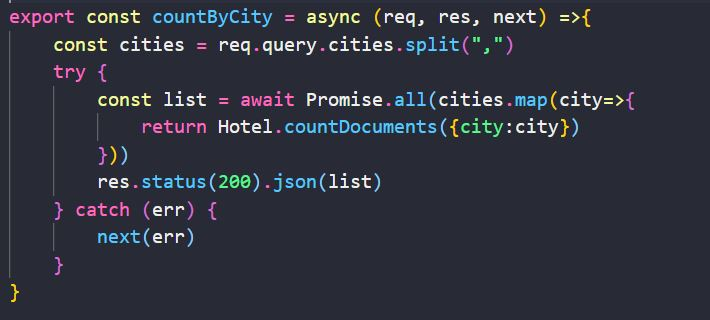 export const countByCity = async (req, res, next) =>{
    const cities = req.query.cities.split(",")
    try {
        const list = await Promise.all(cities.map(city=>{
            return Hotel.countDocuments({city:city})
        }))
        res.status(200).json(list)
    } catch (err) {
        next(err)
    }
}